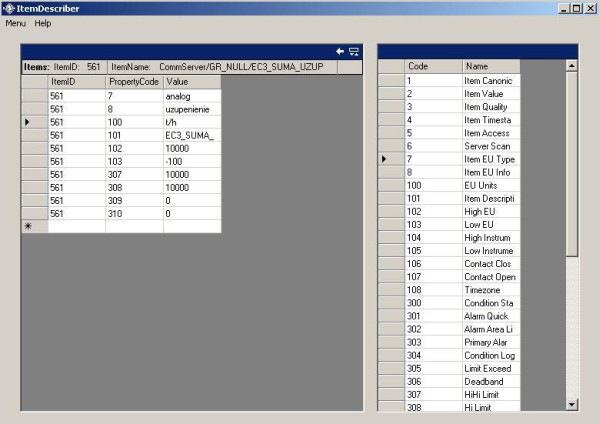 ItemDescriber
Menu Help
Items: ItemID: 561 ItemName: CommServer/GR_NULL/EC3_SUMA_UZUP
ItemID PropertyCode Value
561 7 analog
561 8 uzupenienie
561 100 t/h
561 101 EC3_SUMA_
561 102 10000
561 103 -100
561 307 10000
561 308 10000
561 309 0
561 310 0
Code Name
1 Item Canonic
2 Item Value
3 Item Quality
4 Item Timesta
5 Item Access
6 Server Scan
7 Item EU Type
8 Item EU Info
100 EU Units
101 Item Descripti
102 High EU
103 Low EU
104 High Instrum
105 Low Instrume
106 Contact Clos
107 Contact Open
108 Timezone
300 Condition Sta
301 Alarm Quick
302 Alarm Area Li
303 Primary Alar
304 Condition Log
305 Limit Exceed
306 Deadband
307 HiHi Limit
308 Hi Limit